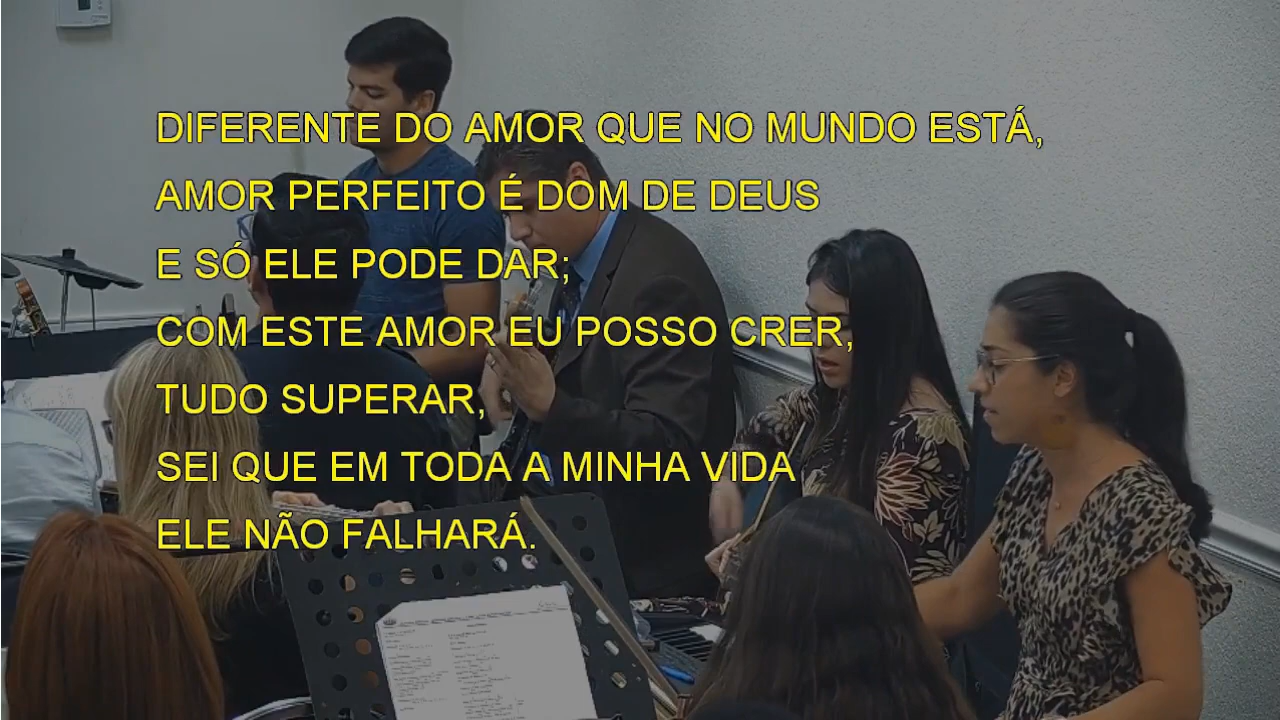 DIFERENTE DO AMOR QUE NO MUNDO ESTÁ,
AMOR PERFEITO É DOM DE DEUS
E SÓ ELE PODE DAR;
COM ESTE AMOR EU POSSO CRER,
TUDO SUPERAR,
SEI QUE EM TODA A MINHA VIDA
ELE NÃO FALHARÁ.